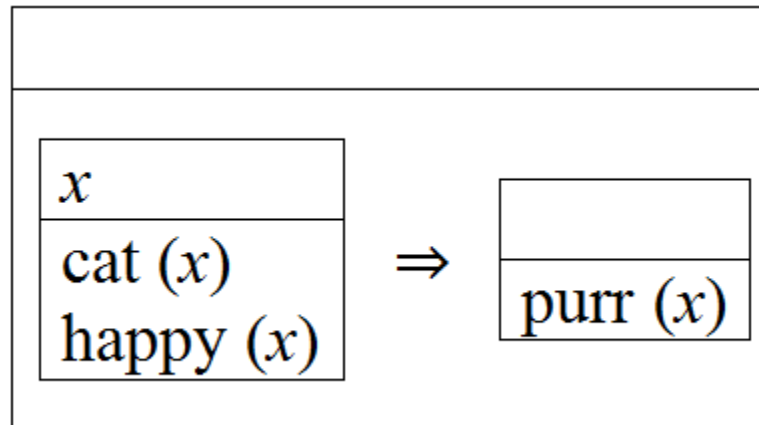 x
cat (x)
happy (x)
⇒
purr (x)